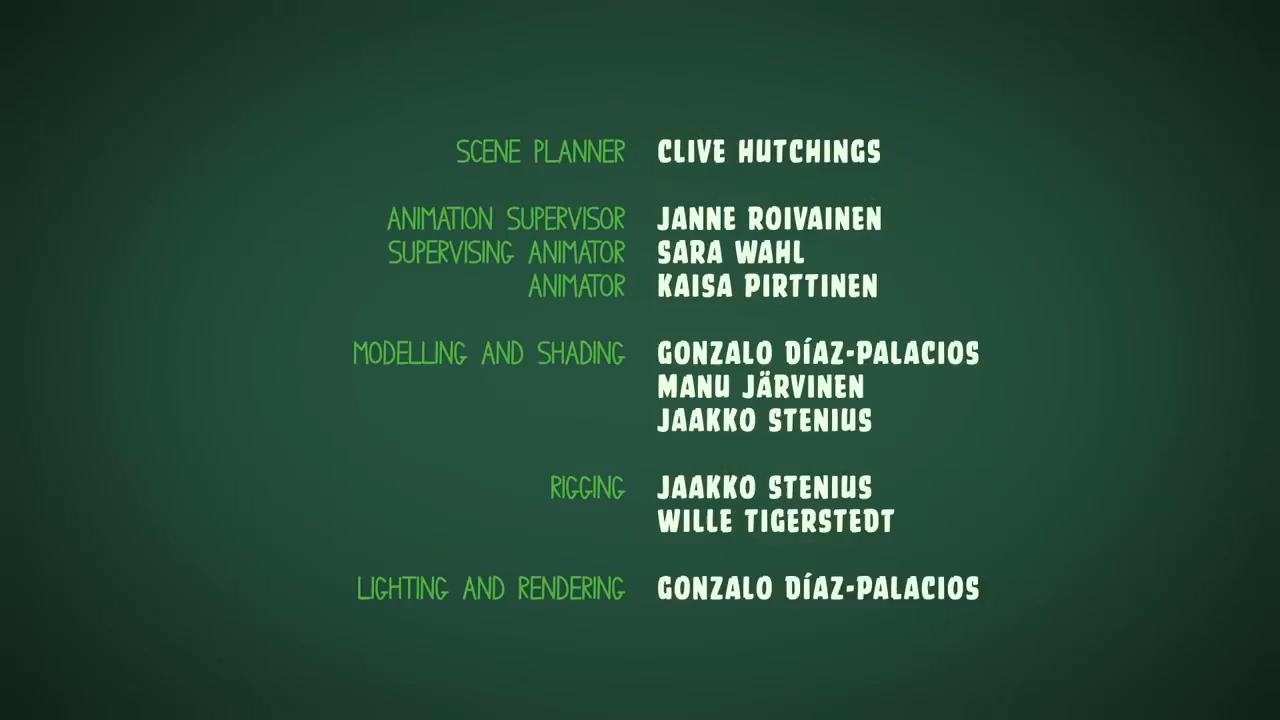 SCENE PLANNER CLIVE HUTCHINGS
ANIMATION SUPERVISOR JANNE ROIVAINEN
SUPERVISING ANIMATOR SARA WAHL
ANIMATOR KAISA PIRTTINEN
MODELLING AND SHADING GONZALO DÍAZ-PALACIOS
MANU JÄRVINEN
JAAKKO STENIUS
RIGGING JAAKKO STENIUS
WILLE TIGERSTEDT
LIGHTING AND RENDERING GONZALO DÍAZ-PALACIOS